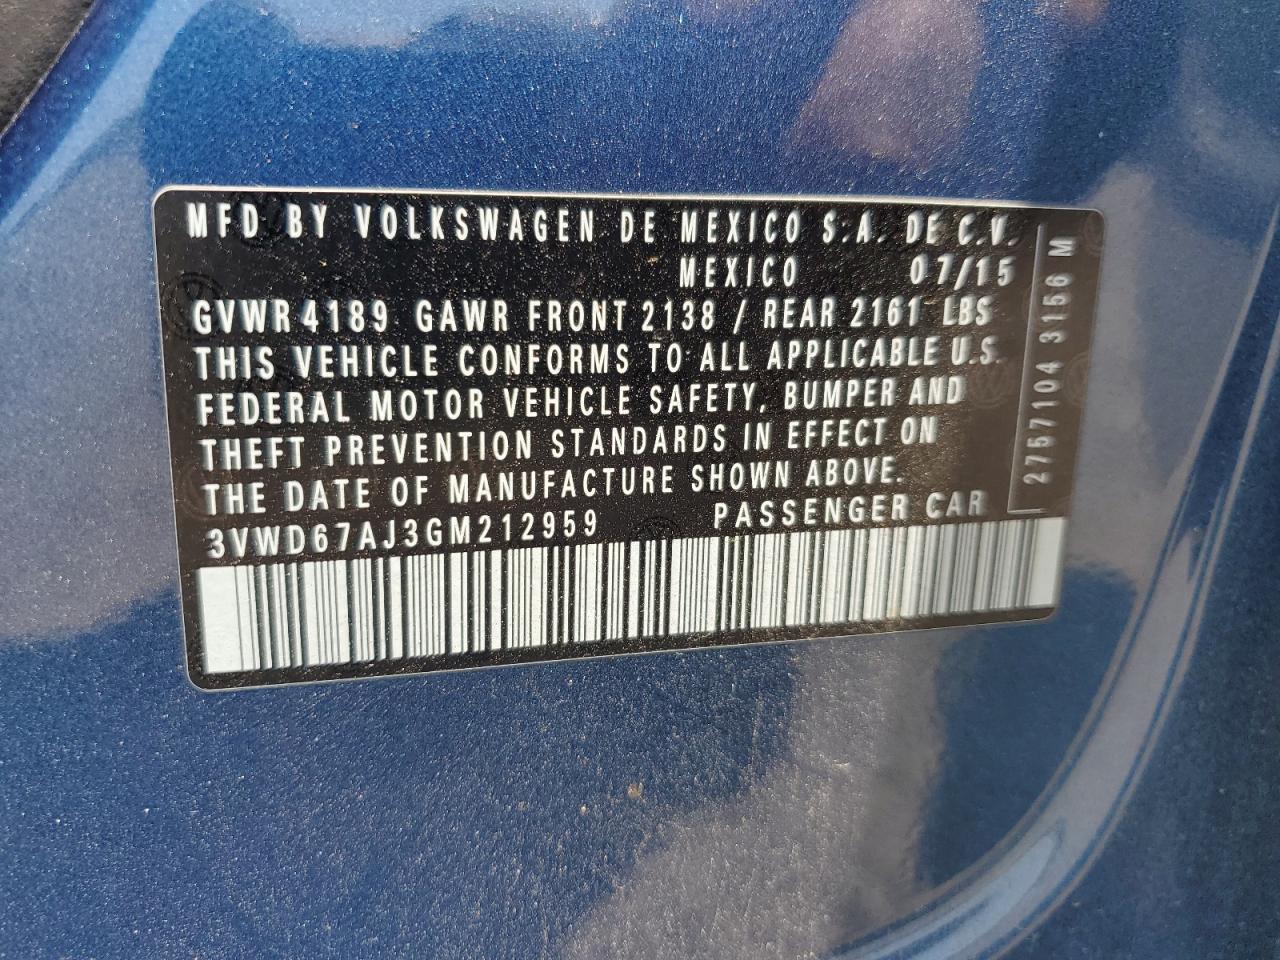 MFD BY VOLKSWAGEN DE MEXICO S.A. DE C.V.
MEXICO 07/15
GVWR 4189 GAWR FRONT 2138 / REAR 2161 LBS
THIS VEHICLE CONFORMS TO ALL APPLICABLE U.S.
FEDERAL MOTOR VEHICLE SAFETY, BUMPER AND
THEFT PREVENTION STANDARDS IN EFFECT ON
THE DATE OF MANUFACTURE SHOWN ABOVE.
3VWD67AJ3GM212959 PASSENGER CAR
2757104 3156 M